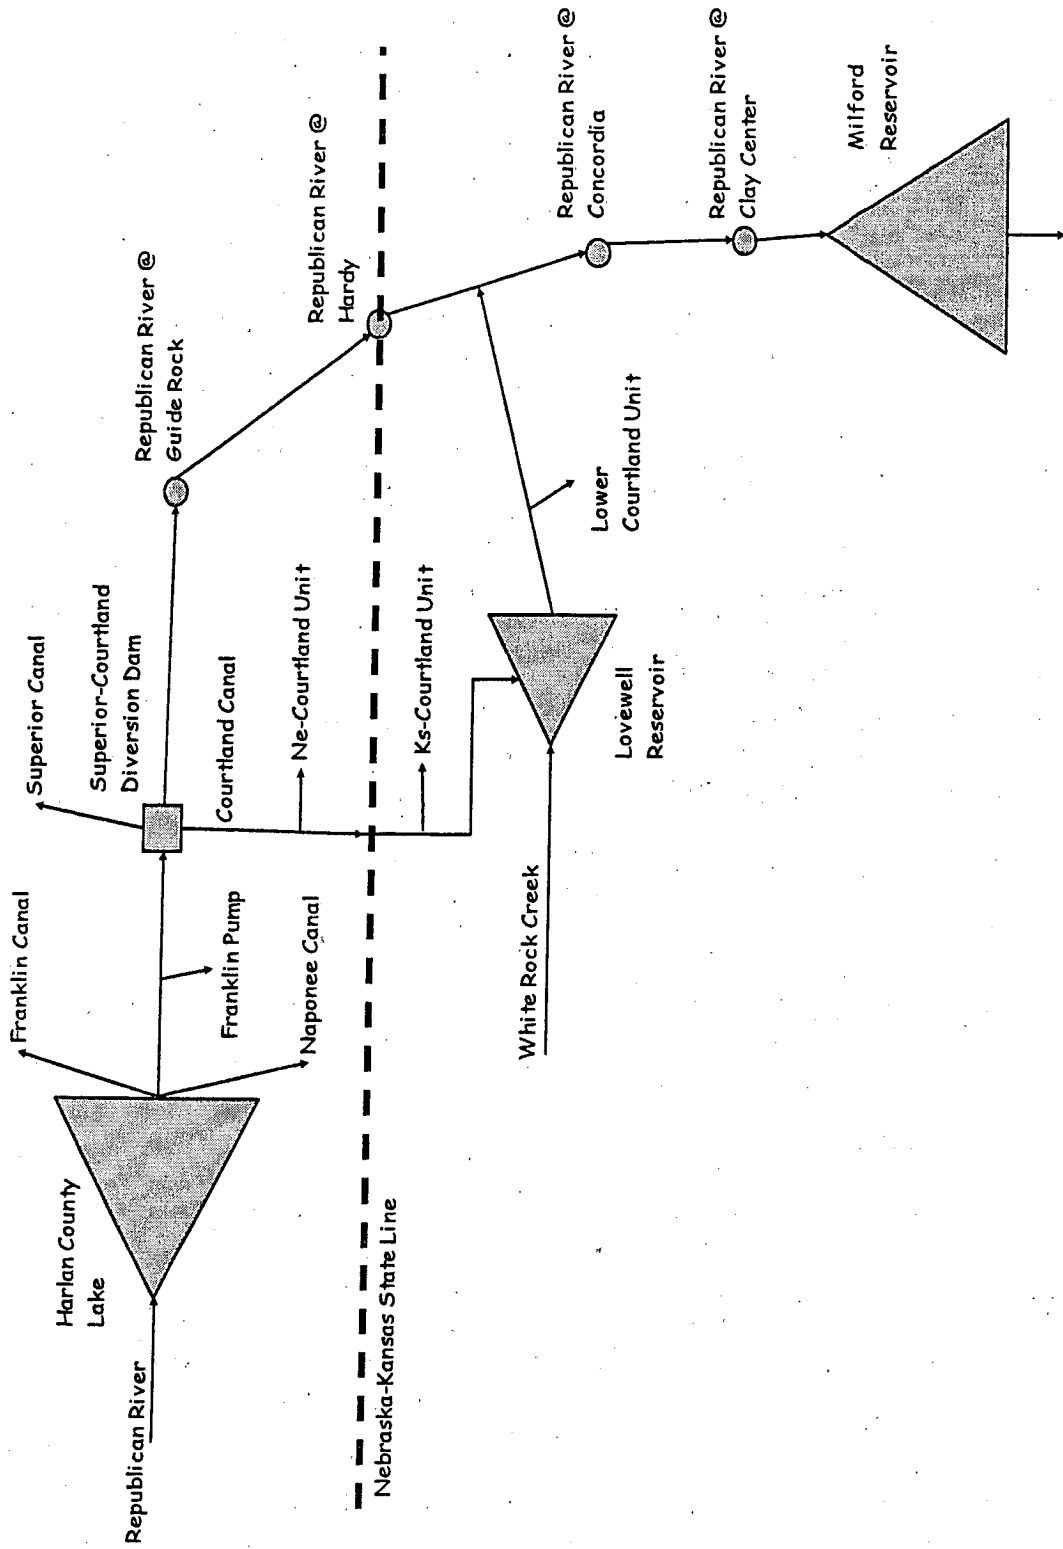 Republican River
Harlan County
Lake
Franklin Canal
Franklin Pump
Naponee Canal
Superior Canal
Superior-Courtland
Diversion Dam
Courtland Canal
Ne-Courtland Unit
Ks-Courtland Unit
Republican River @
Guide Rock
Republican River @
Hardy
Nebraska-Kansas State Line
White Rock Creek
Lovewell
Reservoir
Lower
Courtland Unit
Republican River @
Concordia
Republican River @
Clay Center
Milford
Reservoir